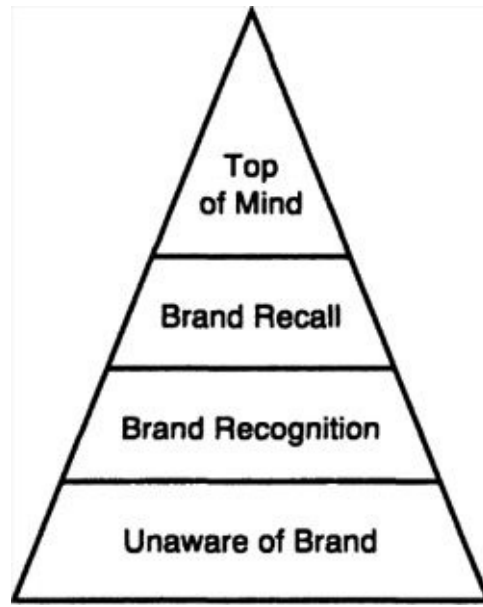 Top
of Mind
Brand Recall
Brand Recognition
Unaware of Brand